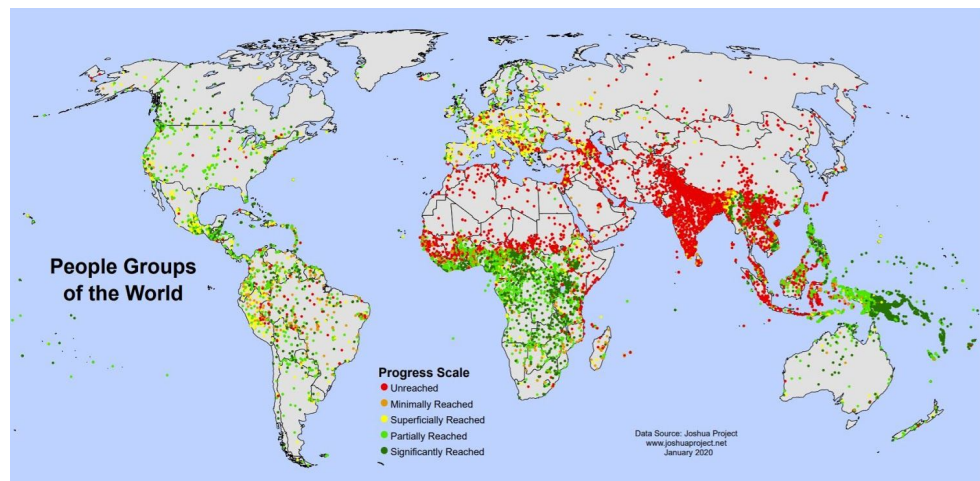 People Groups
of the World
Progress Scale
Unreached
Minimally Reached
Superficially Reached
Partially Reached
Significantly Reached
Data Source: Joshua Project
www.joshuaproject.net
January 2020